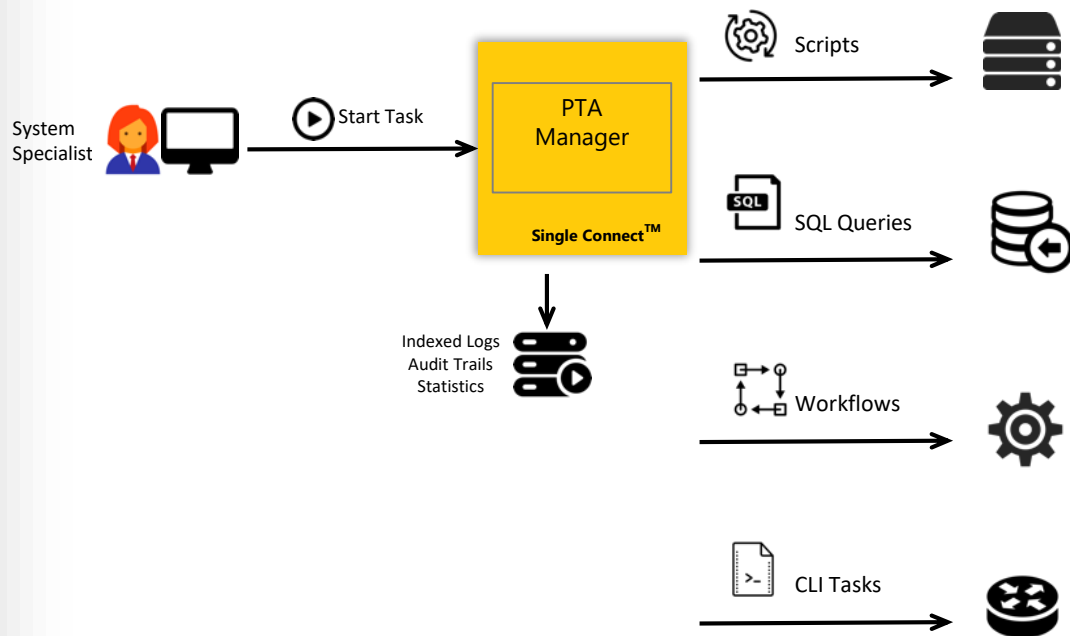 System
Specialist
Start Task
PTA
Manager
Single Connect™
Indexed Logs
Audit Trails
Statistics
Scripts
SQL
SQL Queries
Workflows
>-
CLI Tasks